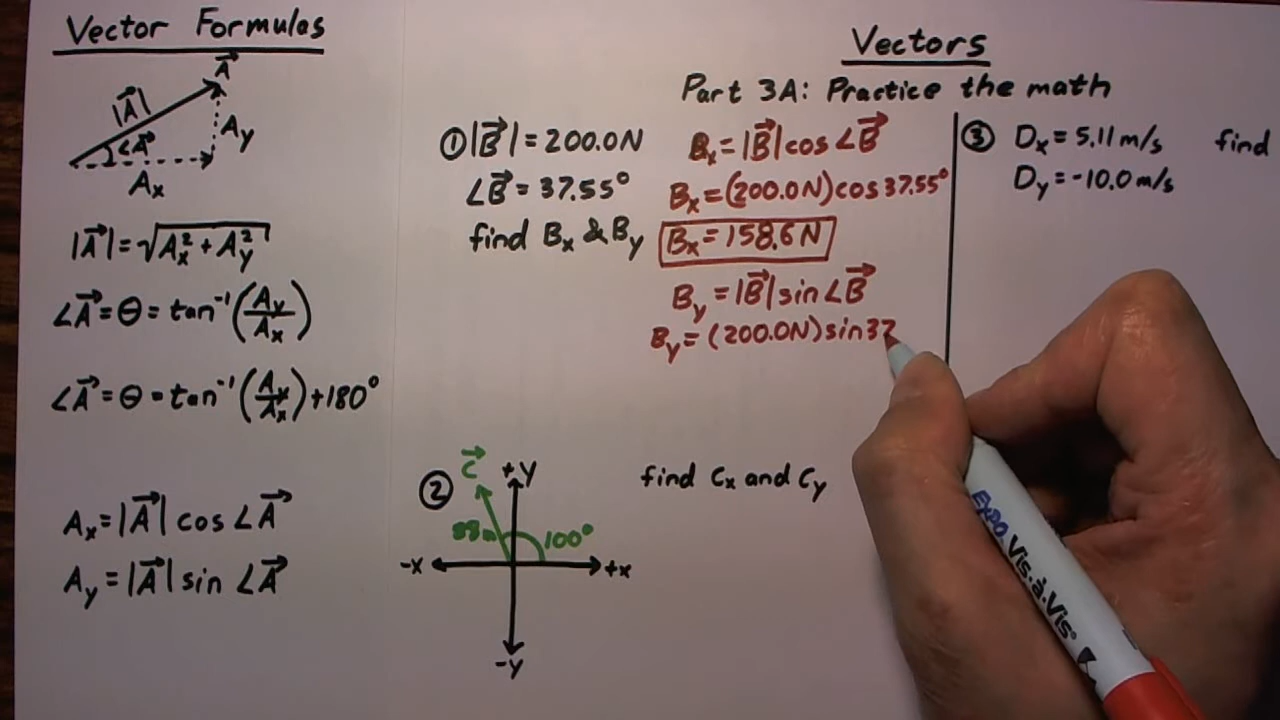 Vector Formulas
A⃗
|A⃗|
∠A⃗
Ay
Ax
|A⃗| = √Ax² + Ay²
∠A⃗ = Θ = tan⁻¹(Ay/Ax)
∠A⃗ = Θ = tan⁻¹(Ay/Ax) + 180°
Ax = |A⃗| cos ∠A⃗
Ay = |A⃗| sin ∠A⃗
Vectors
Part 3A: Practice the math
① |B⃗| = 200.0N
∠B⃗ = 37.55°
find Bx & By
Bx = |B⃗| cos ∠B⃗
Bx = (200.0N) cos 37.55°
Bx = 158.6 N
By = |B⃗| sin ∠B⃗
By = (200.0N) sin 37
②
C⃗
+y
100°
-x
+x
-y
find Cx and Cy
③ Dx = 5.11 m/s
Dy = -10.0 m/s
find
EXPO Vis·à·Vis®